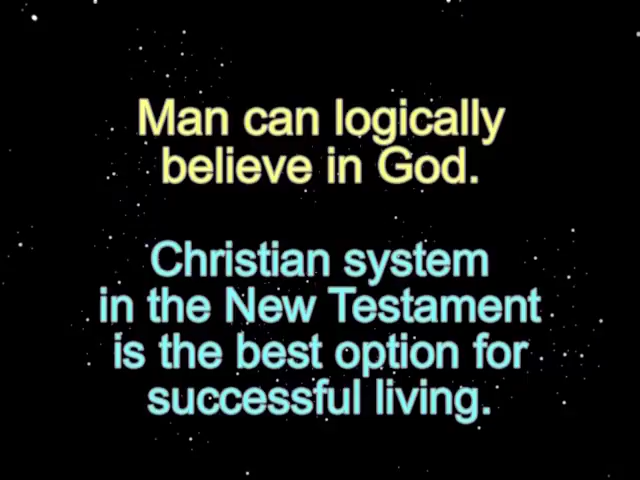 Man can logically
believe in God.
Christian system
in the New Testament
is the best option for
successful living.